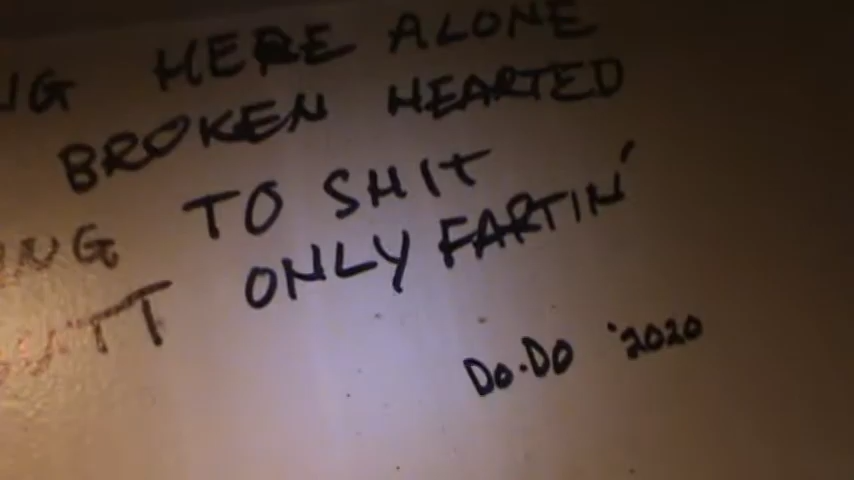 NG HERE ALONE
BROKEN HEARTED
NG TO SHIT
UTT ONLY FARTIN'
DO·DO '2020